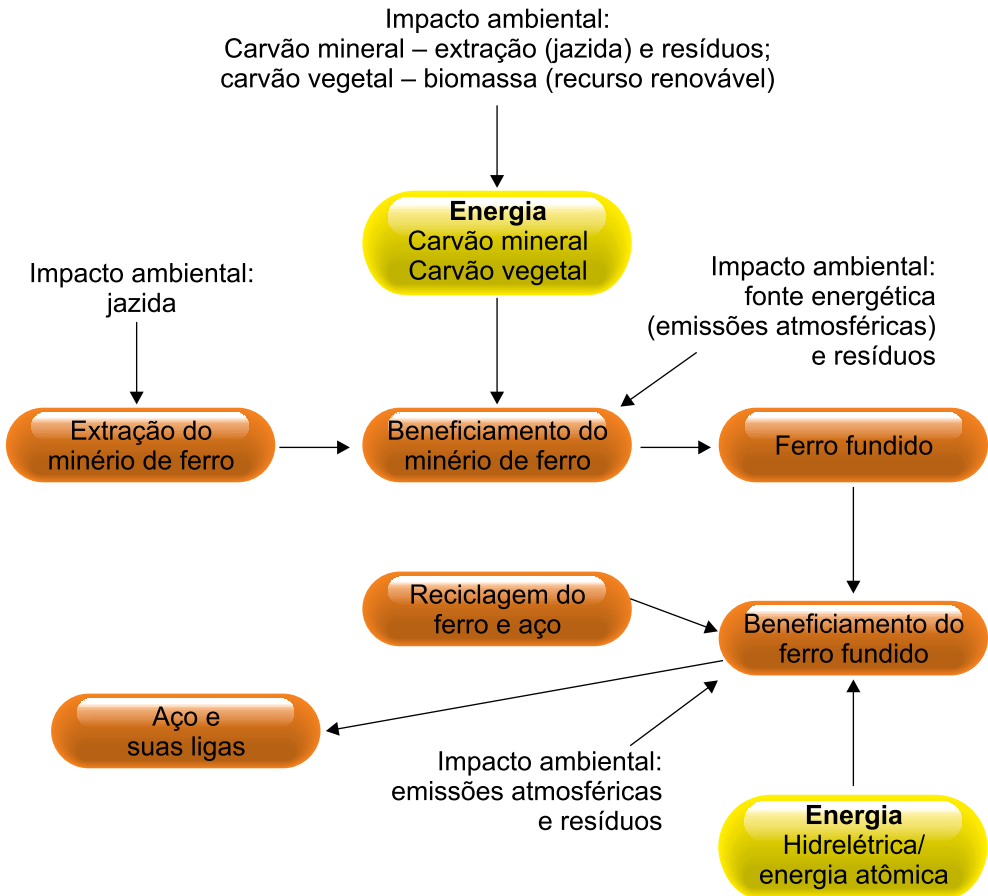 Impacto ambiental:
Carvão mineral – extração (jazida) e resíduos;
carvão vegetal – biomassa (recurso renovável)
Energia
Carvão mineral
Carvão vegetal
Impacto ambiental:
jazida
Impacto ambiental:
fonte energética
(emissões atmosféricas)
e resíduos
Extração do
minério de ferro
Beneficiamento do
minério de ferro
Ferro fundido
Reciclagem do
ferro e aço
Beneficiamento do
ferro fundido
Aço e
suas ligas
Impacto ambiental:
emissões atmosféricas
e resíduos
Energia
Hidrelétrica/
energia atômica